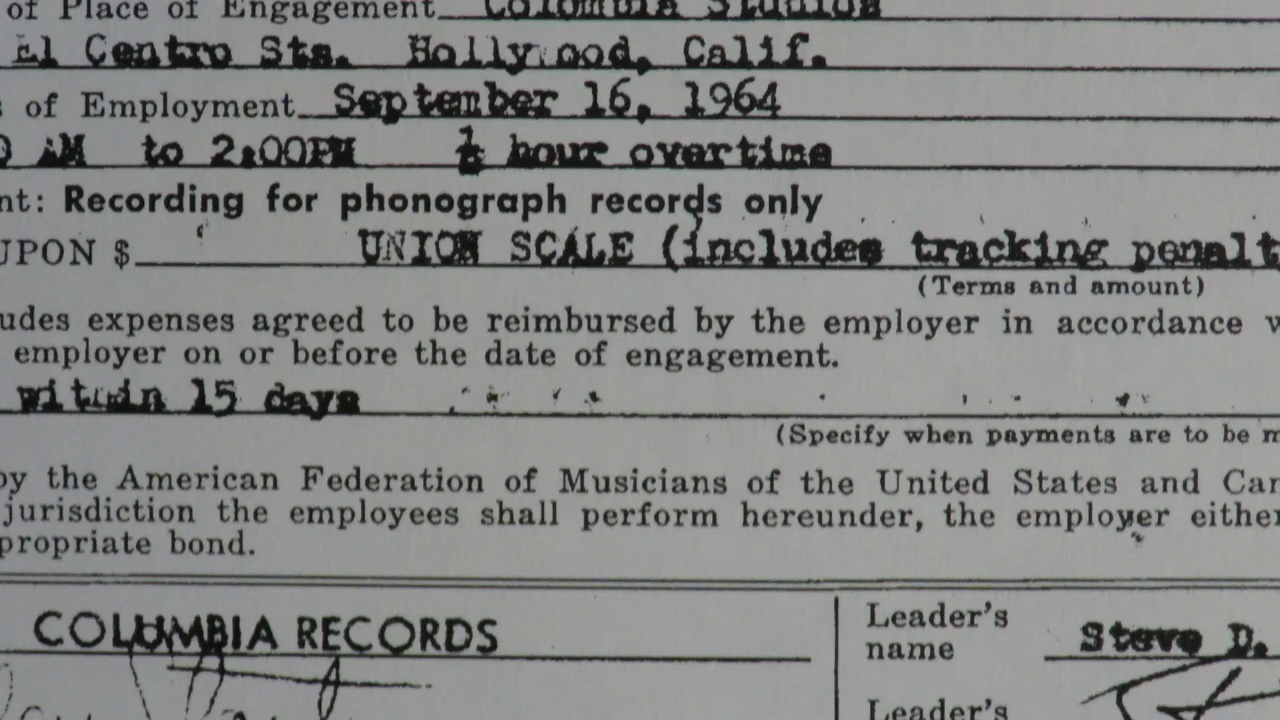 of Place of Engagement Columbia Studios
El Centro Sts. Hollywood, Calif.
s of Employment September 16, 1964
0 AM to 2:00PM ½ hour overtime
nt: Recording for phonograph records only
UPON $ UNION SCALE (includes tracking penalt
(Terms and amount)
udes expenses agreed to be reimbursed by the employer in accordance w
employer on or before the date of engagement.
within 15 days
(Specify when payments are to be m
by the American Federation of Musicians of the United States and Can
jurisdiction the employees shall perform hereunder, the employer either
propriate bond.
COLUMBIA RECORDS
Leader's name Steve D.
Leader's